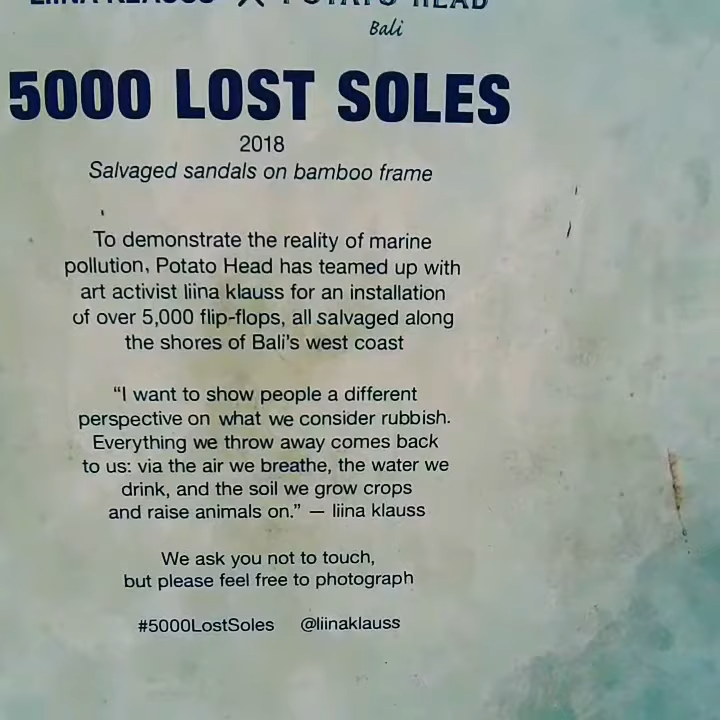 LIINA KLAUSS X POTATO HEAD
Bali
5000 LOST SOLES
2018
Salvaged sandals on bamboo frame
To demonstrate the reality of marine
pollution, Potato Head has teamed up with
art activist liina klauss for an installation
of over 5,000 flip-flops, all salvaged along
the shores of Bali's west coast
“I want to show people a different
perspective on what we consider rubbish.
Everything we throw away comes back
to us: via the air we breathe, the water we
drink, and the soil we grow crops
and raise animals on.” — liina klauss
We ask you not to touch,
but please feel free to photograph
#5000LostSoles @liinaklauss